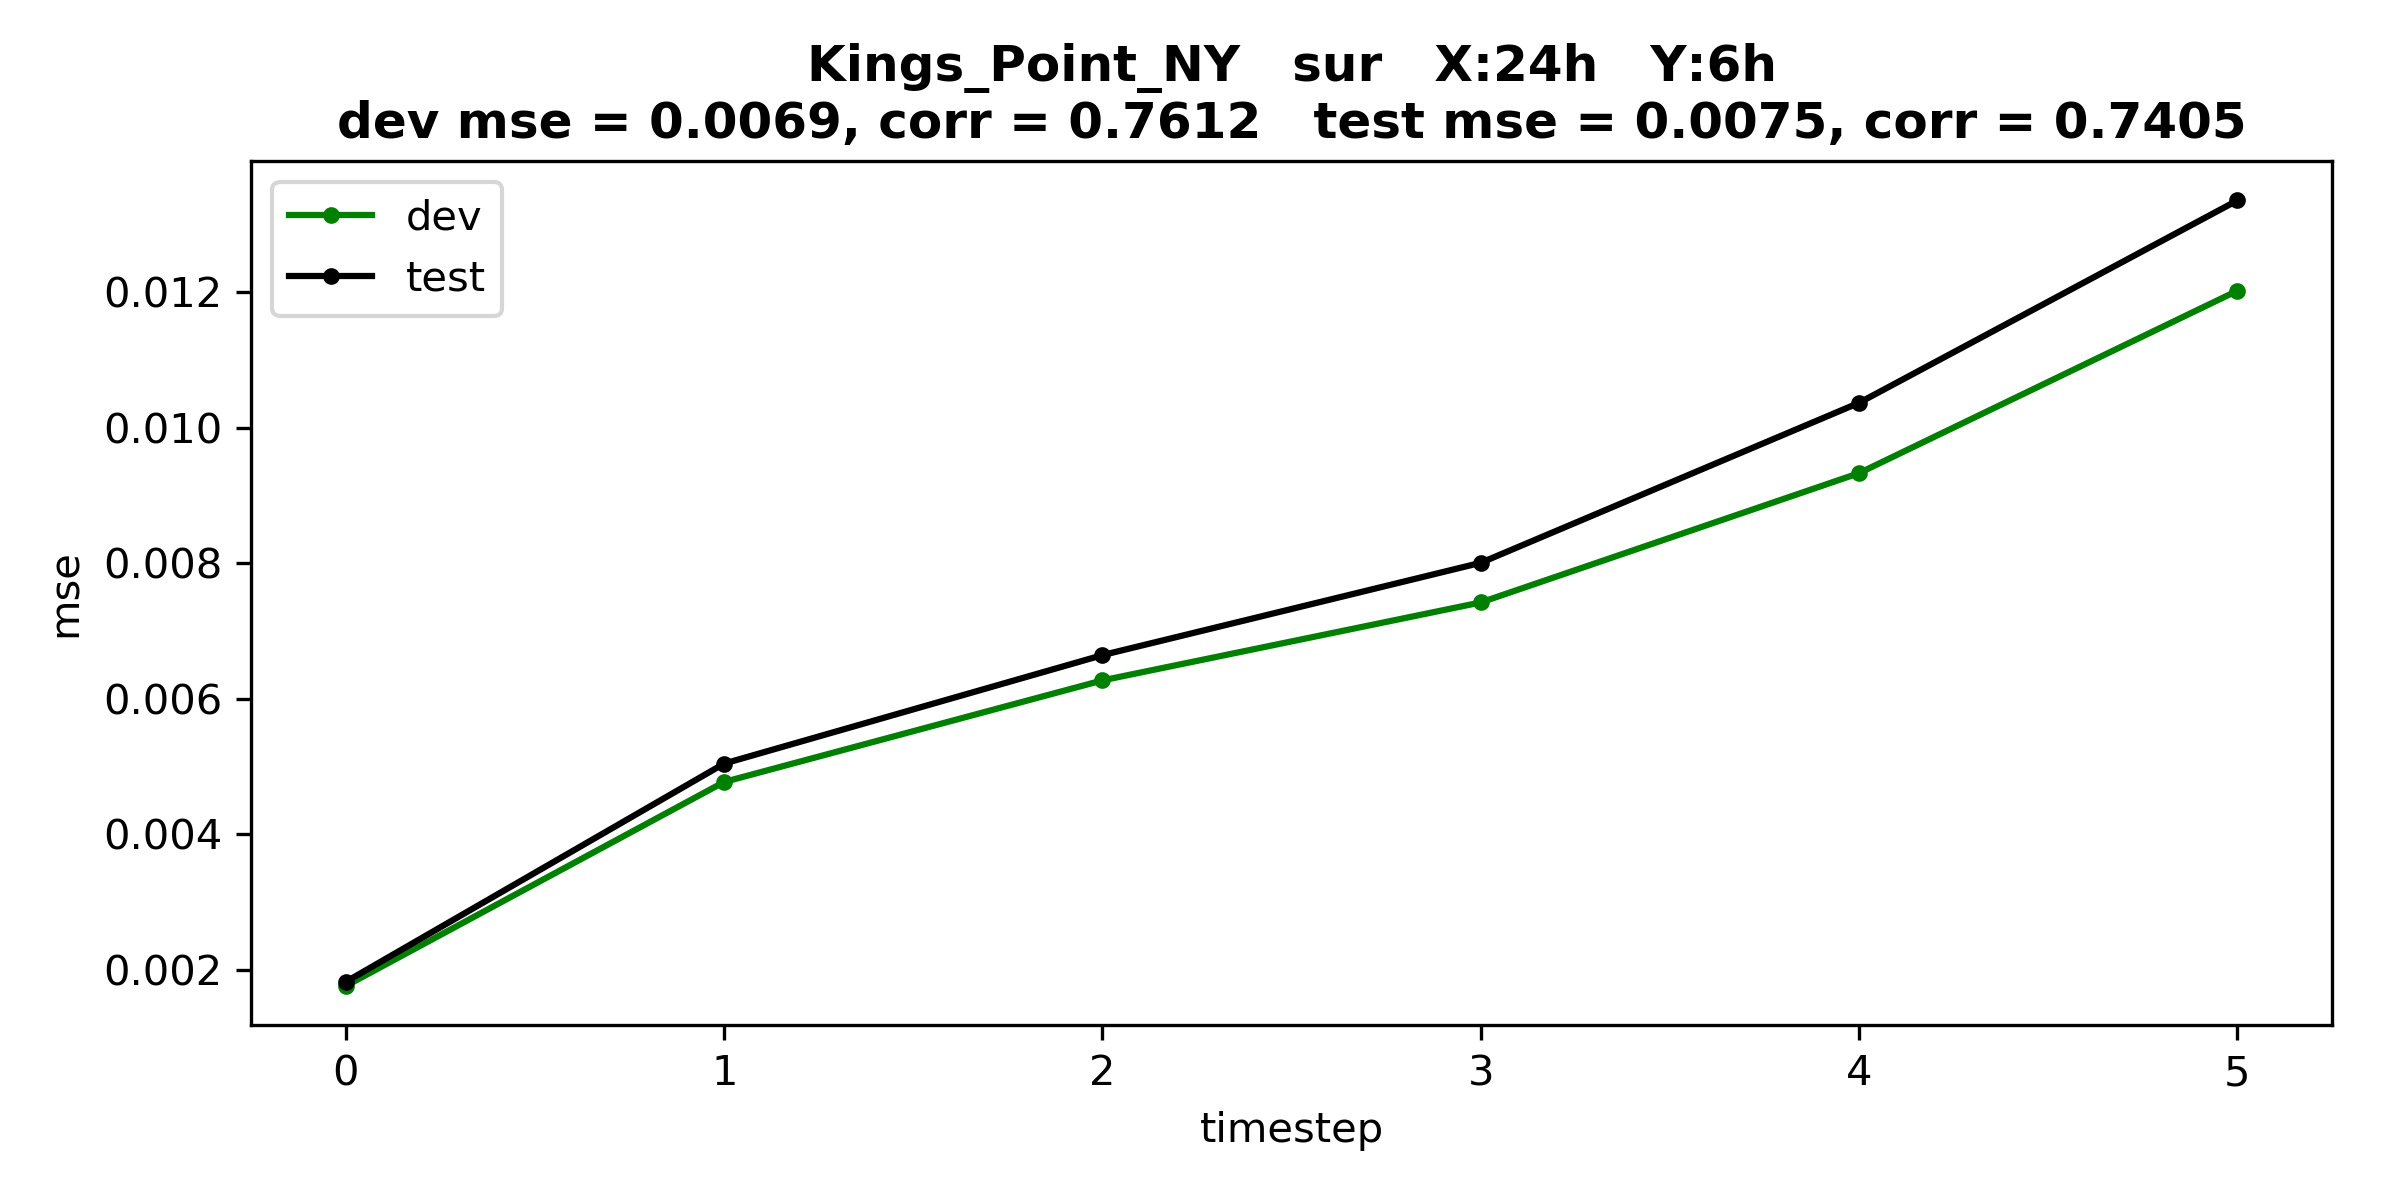 Kings_Point_NY   sur   X:24h   Y:6h
dev mse = 0.0069, corr = 0.7612   test mse = 0.0075, corr = 0.7405
dev
test
0.012
0.010
0.008
0.006
0.004
0.002
mse
0 1 2 3 4 5
timestep